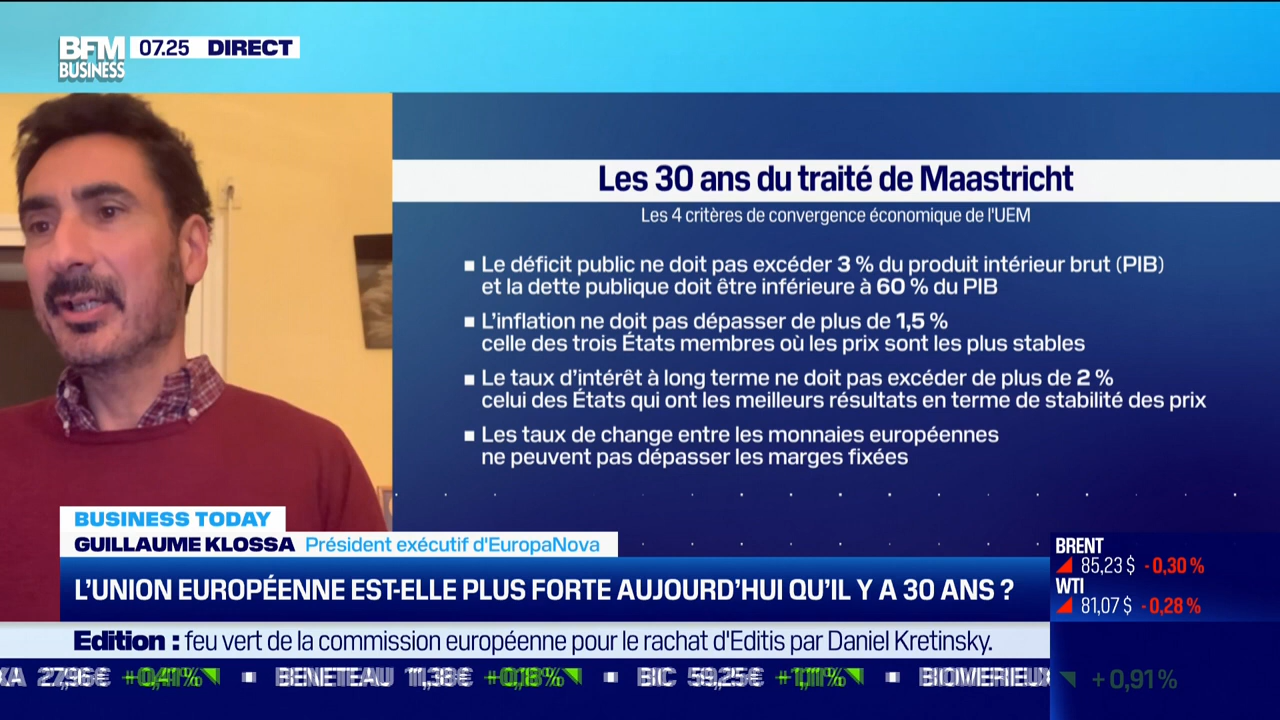 BFM
BUSINESS
07.25 DIRECT
Les 30 ans du traité de Maastricht
Les 4 critères de convergence économique de l'UEM
Le déficit public ne doit pas excéder 3 % du produit intérieur brut (PIB)
et la dette publique doit être inférieure à 60 % du PIB
L'inflation ne doit pas dépasser de plus de 1,5 %
celle des trois États membres où les prix sont les plus stables
Le taux d'intérêt à long terme ne doit pas excéder de plus de 2 %
celui des États qui ont les meilleurs résultats en terme de stabilité des prix
Les taux de change entre les monnaies européennes
ne peuvent pas dépasser les marges fixées
BUSINESS TODAY
GUILLAUME KLOSSA Président exécutif d'EuropaNova
L'UNION EUROPÉENNE EST-ELLE PLUS FORTE AUJOURD'HUI QU'IL Y A 30 ANS ?
BRENT
85,23 $ -0,30 %
WTI
81,07 $ -0,28 %
Edition : feu vert de la commission européenne pour le rachat d'Editis par Daniel Kretinsky.
BENETEAU 11,38€ BIC 59,25€ BIOMERIEUX +0,91 %